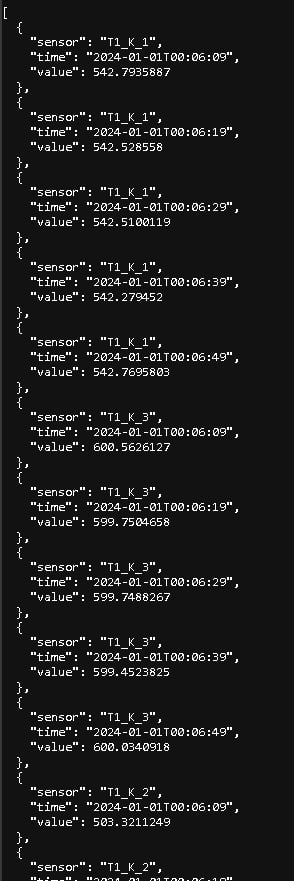 [
  {
    "sensor": "T1_K_1",
    "time": "2024-01-01T00:06:09",
    "value": 542.7935887
  },
  {
    "sensor": "T1_K_1",
    "time": "2024-01-01T00:06:19",
    "value": 542.528558
  },
  {
    "sensor": "T1_K_1",
    "time": "2024-01-01T00:06:29",
    "value": 542.5100119
  },
  {
    "sensor": "T1_K_1",
    "time": "2024-01-01T00:06:39",
    "value": 542.279452
  },
  {
    "sensor": "T1_K_1",
    "time": "2024-01-01T00:06:49",
    "value": 542.7695803
  },
  {
    "sensor": "T1_K_3",
    "time": "2024-01-01T00:06:09",
    "value": 600.5626127
  },
  {
    "sensor": "T1_K_3",
    "time": "2024-01-01T00:06:19",
    "value": 599.7504658
  },
  {
    "sensor": "T1_K_3",
    "time": "2024-01-01T00:06:29",
    "value": 599.7488267
  },
  {
    "sensor": "T1_K_3",
    "time": "2024-01-01T00:06:39",
    "value": 599.4523825
  },
  {
    "sensor": "T1_K_3",
    "time": "2024-01-01T00:06:49",
    "value": 600.0340918
  },
  {
    "sensor": "T1_K_2",
    "time": "2024-01-01T00:06:09",
    "value": 503.3211249
  },
  {
    "sensor": "T1_K_2",